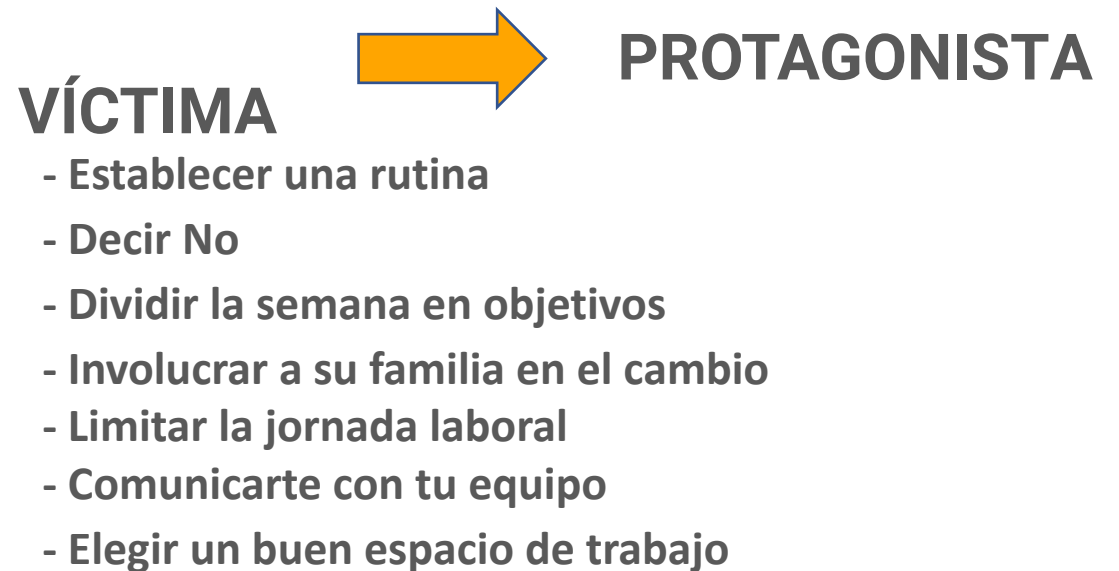 PROTAGONISTA
VÍCTIMA
- Establecer una rutina
- Decir No
- Dividir la semana en objetivos
- Involucrar a su familia en el cambio
- Limitar la jornada laboral
- Comunicarte con tu equipo
- Elegir un buen espacio de trabajo